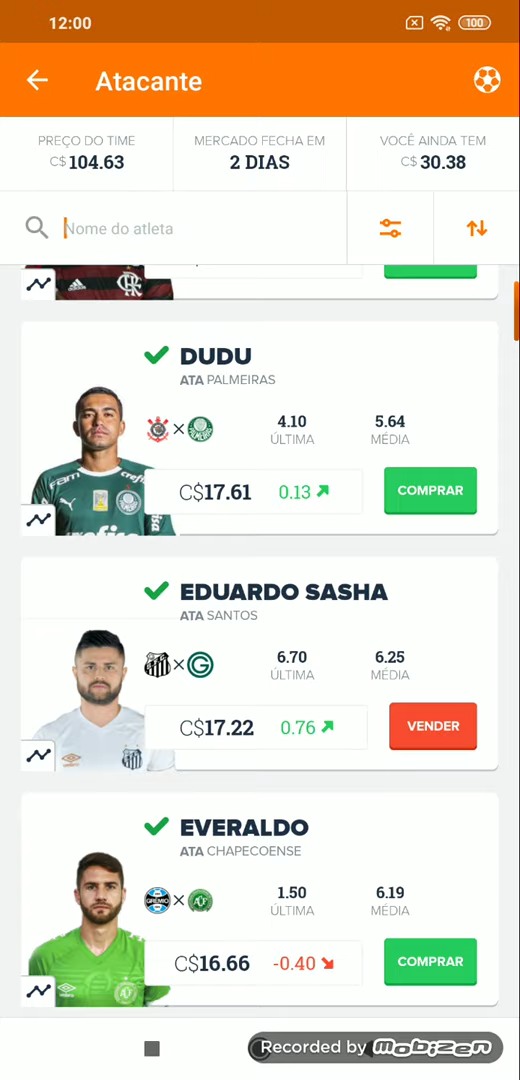 12:00
100
Atacante
PREÇO DO TIME
C$ 104.63
MERCADO FECHA EM
2 DIAS
VOCÊ AINDA TEM
C$ 30.38
Nome do atleta
DUDU
ATA PALMEIRAS
4.10
ÚLTIMA
5.64
MÉDIA
C$17.61 0.13
COMPRAR
EDUARDO SASHA
ATA SANTOS
6.70
ÚLTIMA
6.25
MÉDIA
C$17.22 0.76
VENDER
EVERALDO
ATA CHAPECOENSE
GRÊMIO
1.50
ÚLTIMA
6.19
MÉDIA
C$16.66 -0.40
COMPRAR
Recorded by mobizen